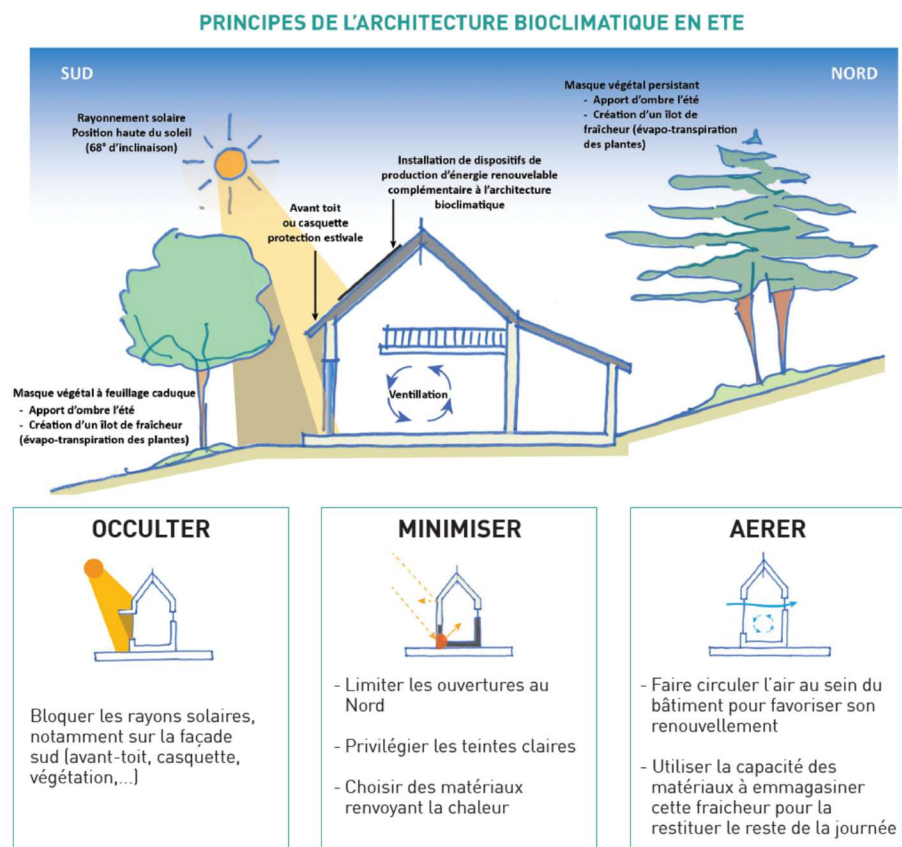 PRINCIPES DE L'ARCHITECTURE BIOCLIMATIQUE EN ETE
SUD
NORD
Rayonnement solaire
Position haute du soleil
(68° d'inclinaison)
Masque végétal persistant
- Apport d'ombre l'été
- Création d'un îlot de
fraîcheur (évapo-transpiration
des plantes)
Installation de dispositifs de
production d'énergie renouvelable
complémentaire à l'architecture
bioclimatique
Avant toit
ou casquette
protection estivale
Masque végétal à feuillage caduque
- Apport d'ombre l'été
- Création d'un îlot de fraîcheur
(évapo-transpiration des plantes)
Ventillation
OCCULTER
Bloquer les rayons solaires,
notamment sur la façade
sud (avant-toit, casquette,
végétation,...)
MINIMISER
- Limiter les ouvertures au
Nord
- Privilégier les teintes claires
- Choisir des matériaux
renvoyant la chaleur
AERER
- Faire circuler l'air au sein du
bâtiment pour favoriser son
renouvellement
- Utiliser la capacité des
matériaux à emmagasiner
cette fraicheur pour la
restituer le reste de la journée